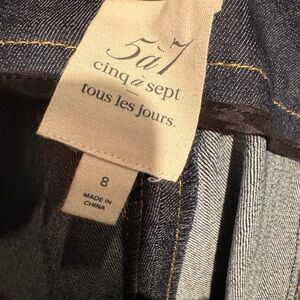 5à7
cinq à sept
tous les jours.
8
MADE IN
CHINA